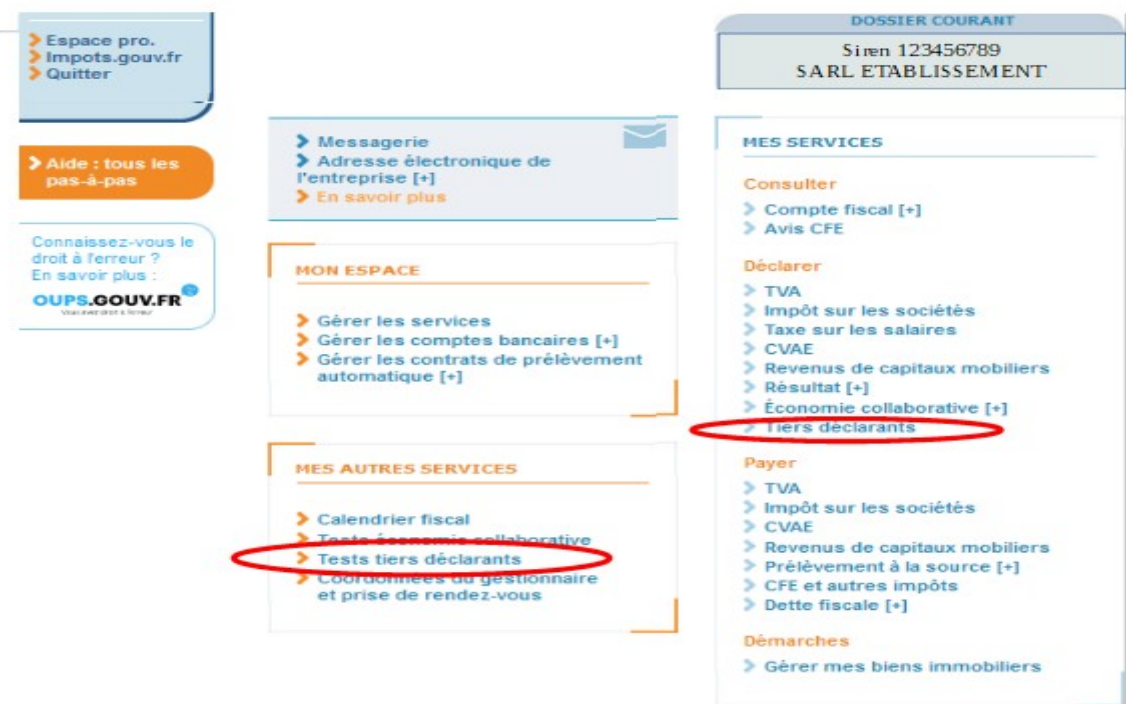 Espace pro.
Impots.gouv.fr
Quitter
Aide : tous les
pas-à-pas
Connaissez-vous le
droit à l'erreur ?
En savoir plus :
OUPS.GOUV.FR
Vous avez droit à l'erreur
Messagerie
Adresse électronique de
l'entreprise [+]
En savoir plus
MON ESPACE
Gérer les services
Gérer les comptes bancaires [+]
Gérer les contrats de prélèvement
automatique [+]
MES AUTRES SERVICES
Calendrier fiscal
Tests économie collaborative
Tests tiers déclarants
Coordonnées du gestionnaire
et prise de rendez-vous
DOSSIER COURANT
Siren 123456789
SARL ETABLISSEMENT
MES SERVICES
Consulter
Compte fiscal [+]
Avis CFE
Déclarer
TVA
Impôt sur les sociétés
Taxe sur les salaires
CVAE
Revenus de capitaux mobiliers
Résultat [+]
Économie collaborative [+]
Tiers déclarants
Payer
TVA
Impôt sur les sociétés
CVAE
Revenus de capitaux mobiliers
Prélèvement à la source [+]
CFE et autres impôts
Dette fiscale [+]
Démarches
Gérer mes biens immobiliers